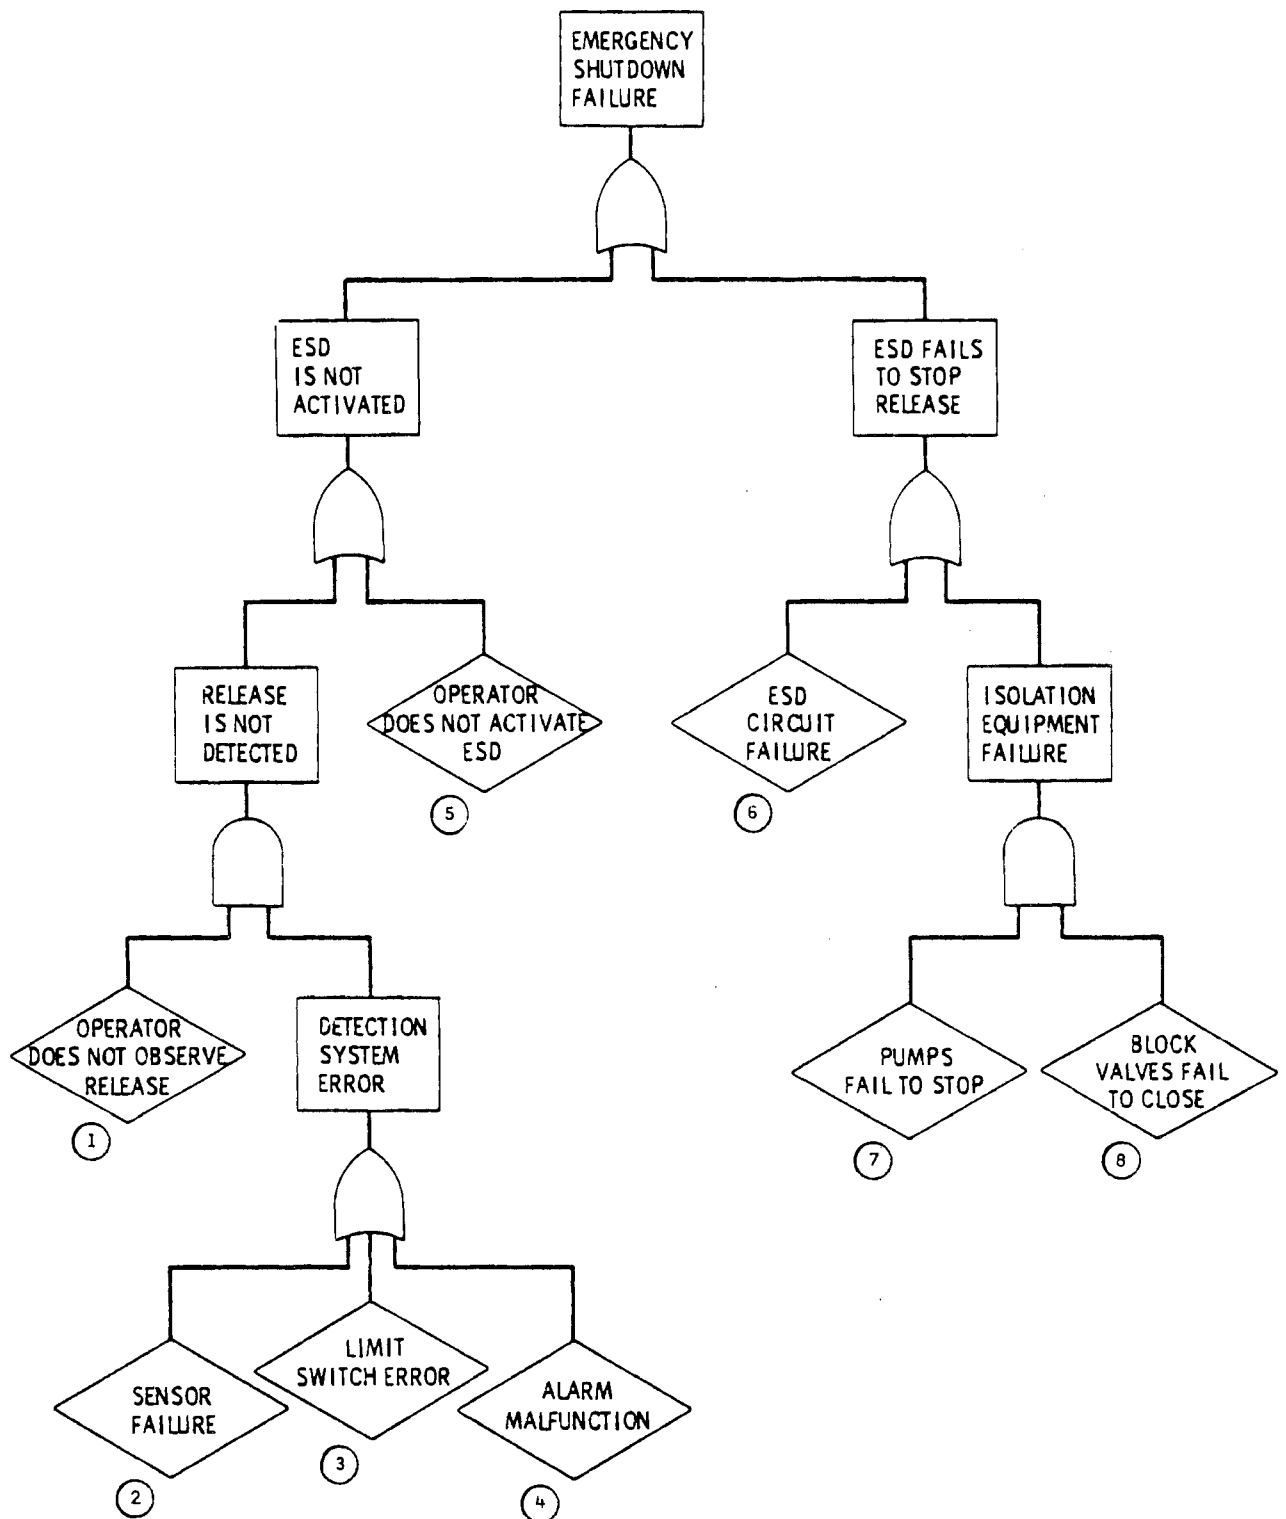 EMERGENCY
SHUTDOWN
FAILURE
ESD
IS NOT
ACTIVATED
ESD FAILS
TO STOP
RELEASE
RELEASE
IS NOT
DETECTED
OPERATOR
DOES NOT ACTIVATE
ESD
5
ESD
CIRCUIT
FAILURE
6
ISOLATION
EQUIPMENT
FAILURE
OPERATOR
DOES NOT OBSERVE
RELEASE
1
DETECTION
SYSTEM
ERROR
PUMPS
FAIL TO STOP
7
BLOCK
VALVES FAIL
TO CLOSE
8
SENSOR
FAILURE
2
LIMIT
SWITCH ERROR
3
ALARM
MALFUNCTION
4